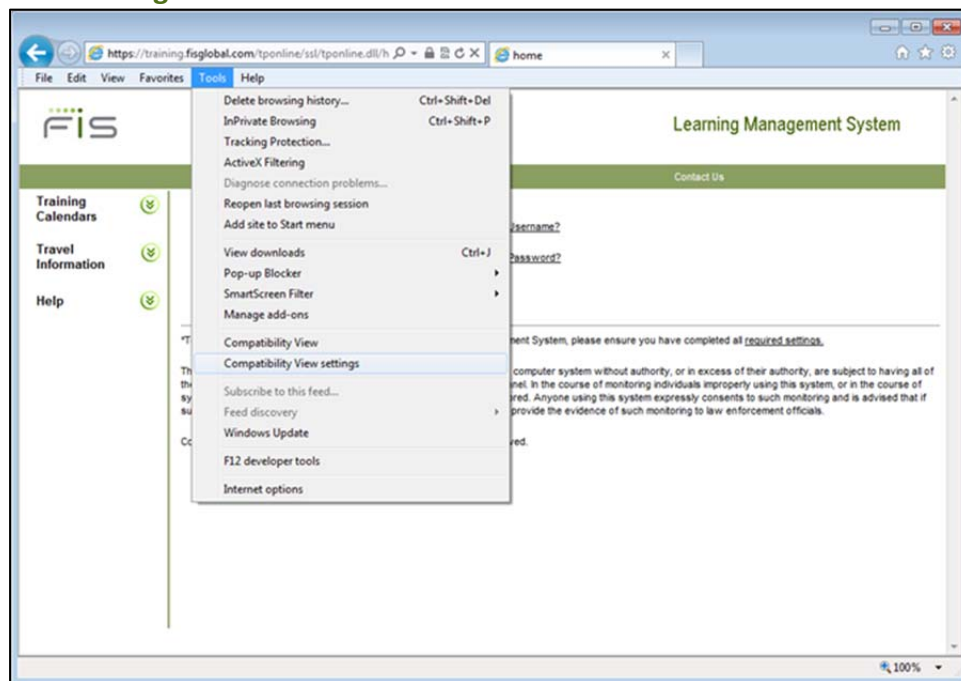 https://training.fisglobal.com/tponline/ssl/tponline.dll/h
home
File Edit View Favorites Tools Help
Delete browsing history... Ctrl+Shift+Del
InPrivate Browsing Ctrl+Shift+P
Tracking Protection...
ActiveX Filtering
Diagnose connection problems...
Reopen last browsing session
Add site to Start menu
View downloads Ctrl+J
Pop-up Blocker
SmartScreen Filter
Manage add-ons
Compatibility View
Compatibility View settings
Subscribe to this feed...
Feed discovery
Windows Update
F12 developer tools
Internet options
FIS
Learning Management System
Contact Us
Training
Calendars
Travel
Information
Help
Username?
Password?
ment System, please ensure you have completed all required settings.
computer system without authority, or in excess of their authority, are subject to having all of
nel. In the course of monitoring individuals improperly using this system, or in the course of
ored. Anyone using this system expressly consents to such monitoring and is advised that if
provide the evidence of such monitoring to law enforcement officials.
ved.
100%